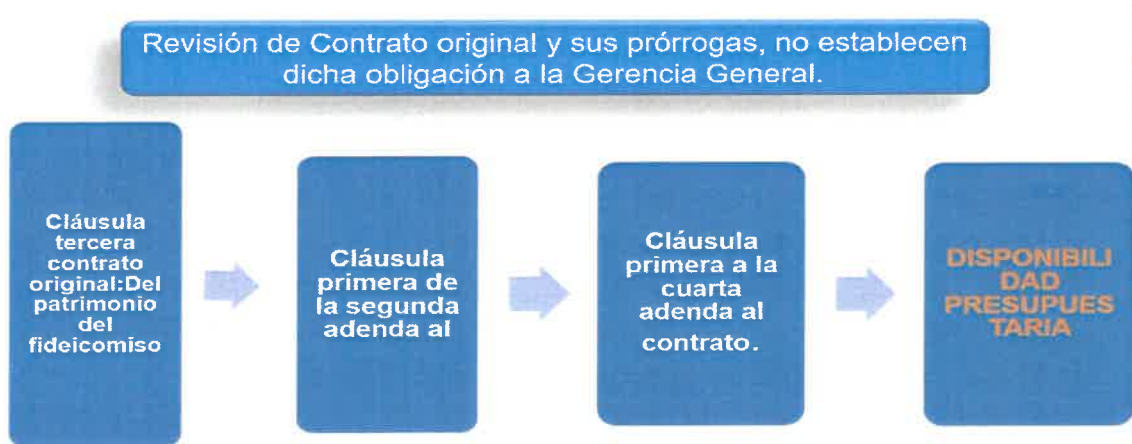 Revisión de Contrato original y sus prórrogas, no establecen
dicha obligación a la Gerencia General.
Cláusula
tercera
contrato
original:Del
patrimonio
del
fideicomiso
Cláusula
primera de
la segunda
adenda al
Cláusula
primera a la
cuarta
adenda al
contrato.
DISPONIBILI
DAD
PRESUPUES
TARIA